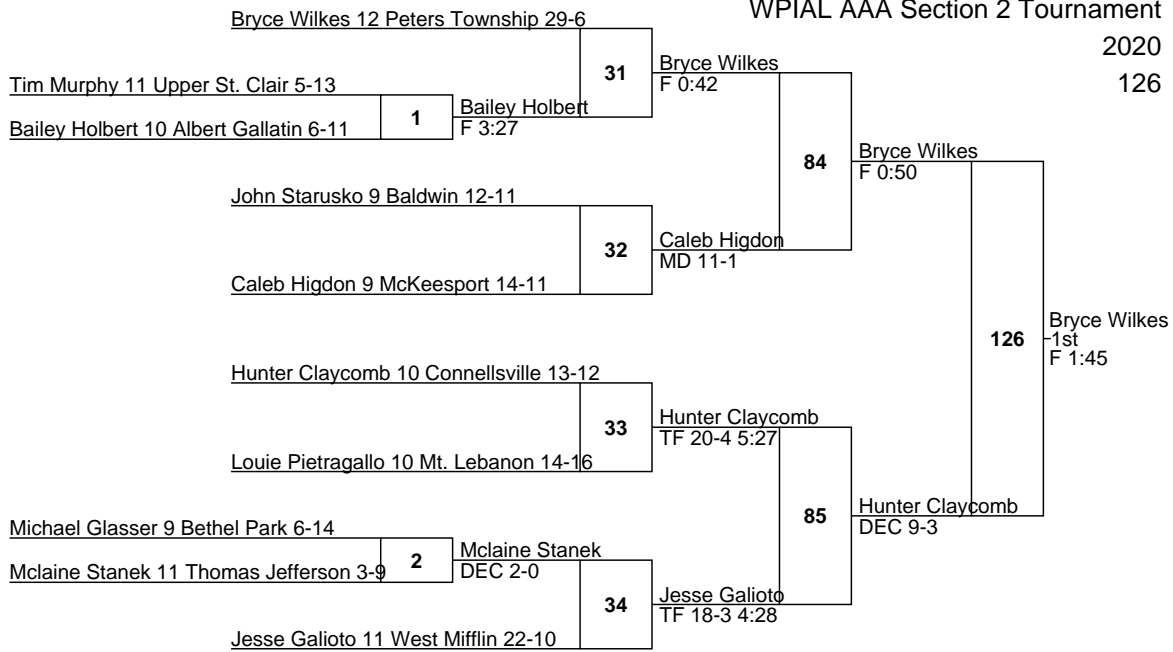 WPIAL AAA Section 2 Tournament
2020
126
Bryce Wilkes 12 Peters Township 29-6
31
Bryce Wilkes
F 0:42
Tim Murphy 11 Upper St. Clair 5-13
1
Bailey Holbert
F 3:27
Bailey Holbert 10 Albert Gallatin 6-11
84
Bryce Wilkes
F 0:50
John Starusko 9 Baldwin 12-11
32
Caleb Higdon
MD 11-1
Caleb Higdon 9 McKeesport 14-11
126
Bryce Wilkes
1st
F 1:45
Hunter Claycomb 10 Connellsville 13-12
33
Hunter Claycomb
TF 20-4 5:27
Louie Pietragallo 10 Mt. Lebanon 14-16
85
Hunter Claycomb
DEC 9-3
Michael Glasser 9 Bethel Park 6-14
2
Mclaine Stanek
DEC 2-0
Mclaine Stanek 11 Thomas Jefferson 3-9
34
Jesse Galioto
TF 18-3 4:28
Jesse Galioto 11 West Mifflin 22-10